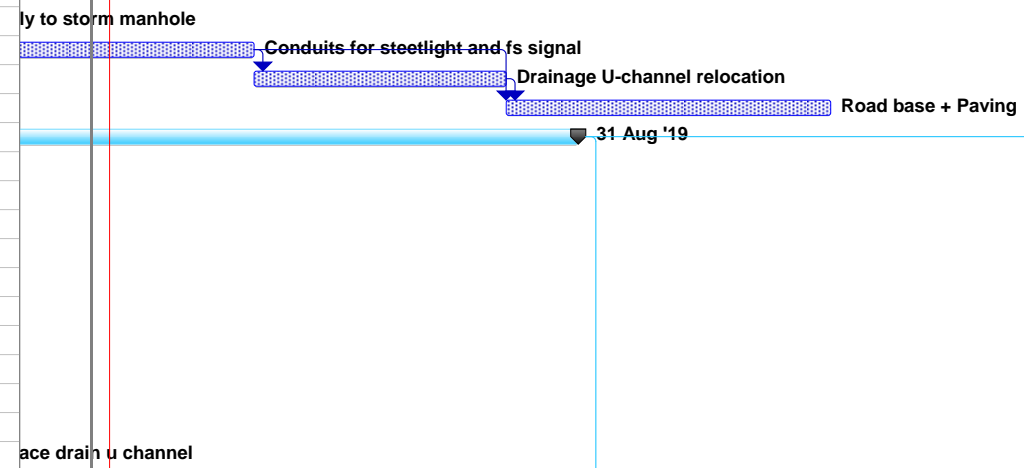 ly to storm manhole
Conduits for steetlight and fs signal
Drainage U-channel relocation
Road base + Paving
31 Aug '19
ace drain u channel